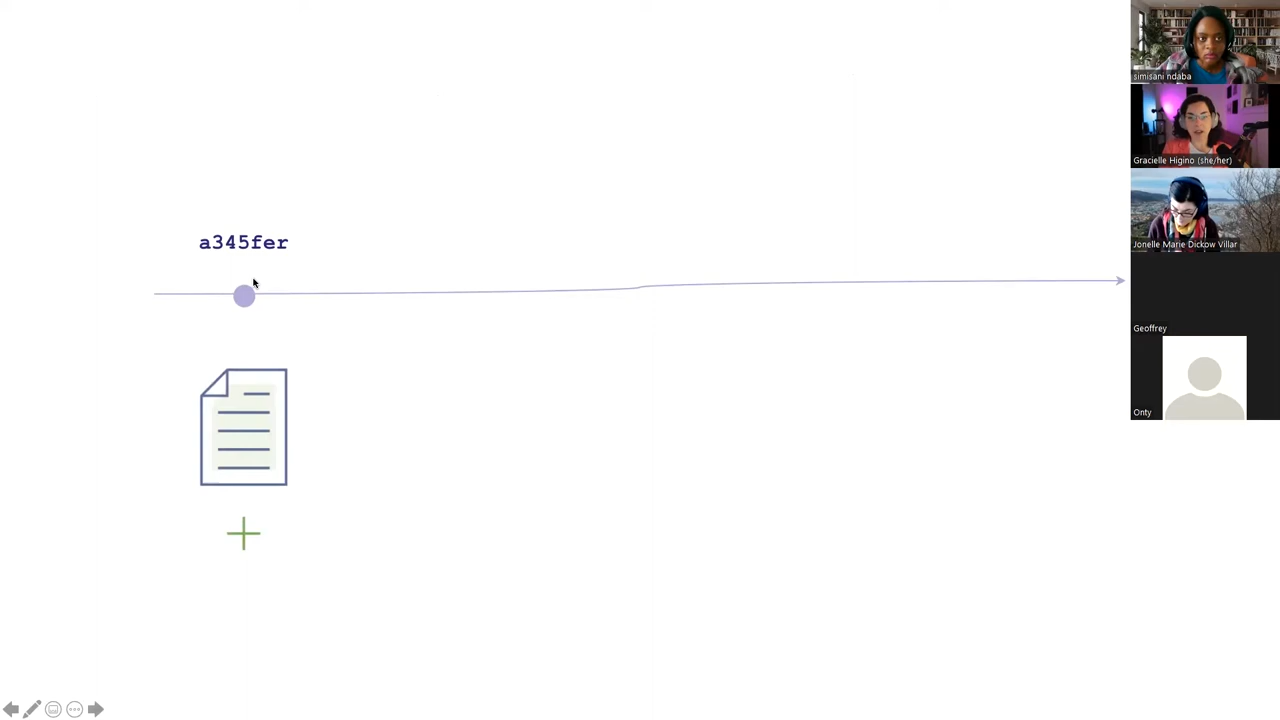 a345fer
simisani ndaba
Gracielle Higino (she/her)
Jonelle Marie Dickow Villar
Geoffrey
Onty